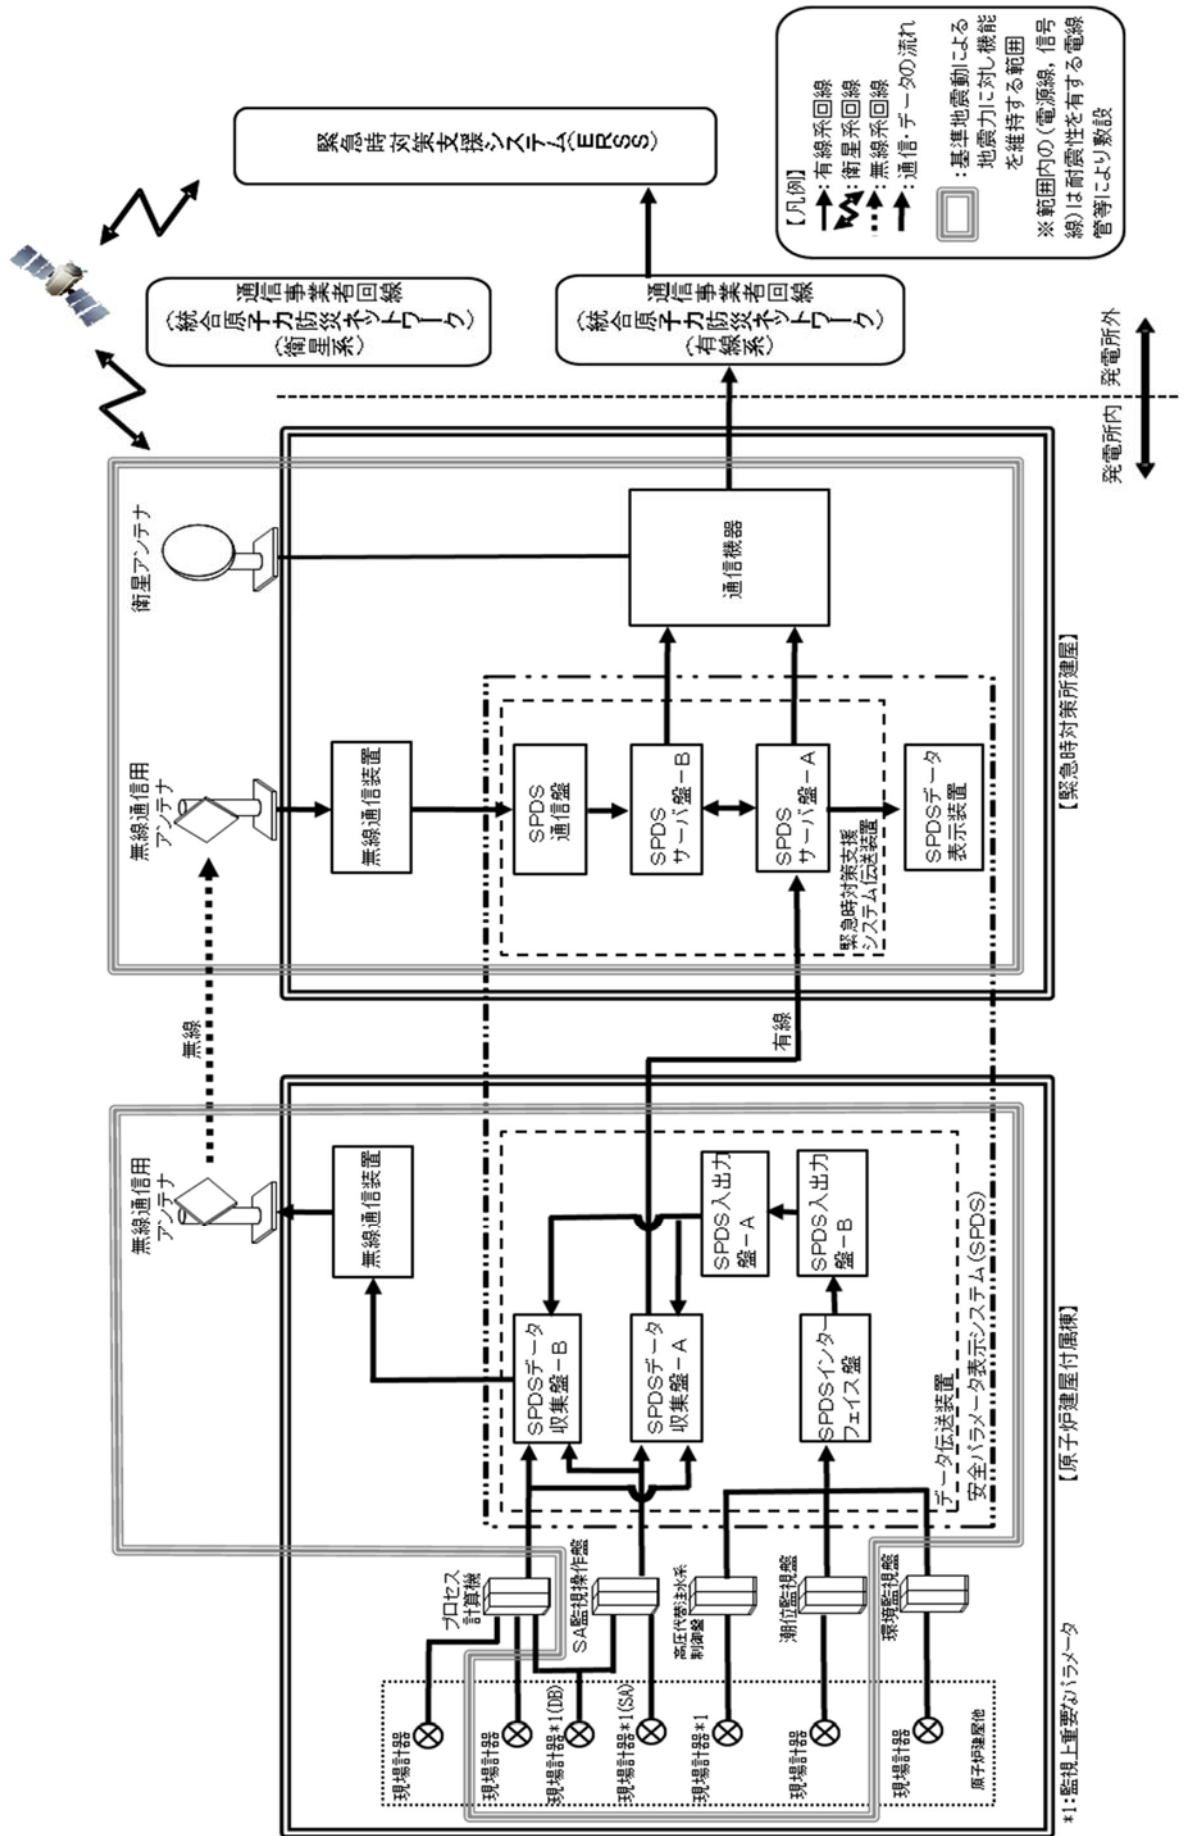 現場計器
現場計器
現場計器*1(DB)
現場計器*1(SA)
現場計器*1
現場計器
現場計器
原子炉建屋他
プロセス
計算機
SA監視操作盤
高圧代替注水系
制御盤
潮位監視盤
環境監視盤
*1:監視上重要なパラメータ
SPDSデータ
収集盤-B
SPDSデータ
収集盤-A
SPDSインター
フェイス盤
SPDS入出力
盤-A
SPDS入出力
盤-B
データ伝送装置
安全パラメータ表示システム(SPDS)
【原子炉建屋付属棟】
無線通信用
アンテナ
無線通信装置
無線
有線
無線通信用
アンテナ
無線通信装置
SPDS
通信盤
SPDS
サーバ盤-B
SPDS
サーバ盤-A
緊急時対策支援
システム伝送装置
SPDSデータ
表示装置
【緊急時対策所建屋】
衛星アンテナ
通信機器
発電所内
発電所外
通信事業者回線
(統合原子力防災ネットワーク)
(衛星系)
通信事業者回線
(統合原子力防災ネットワーク)
(有線系)
緊急時対策支援システム(ERSS)
【凡例】
:有線系回線
:衛星系回線
:無線系回線
:通信・データの流れ
:基準地震動による
地震力に対し機能
を維持する範囲
※範囲内の(電源線,信号
線)は耐震性を有する電線
管等により敷設